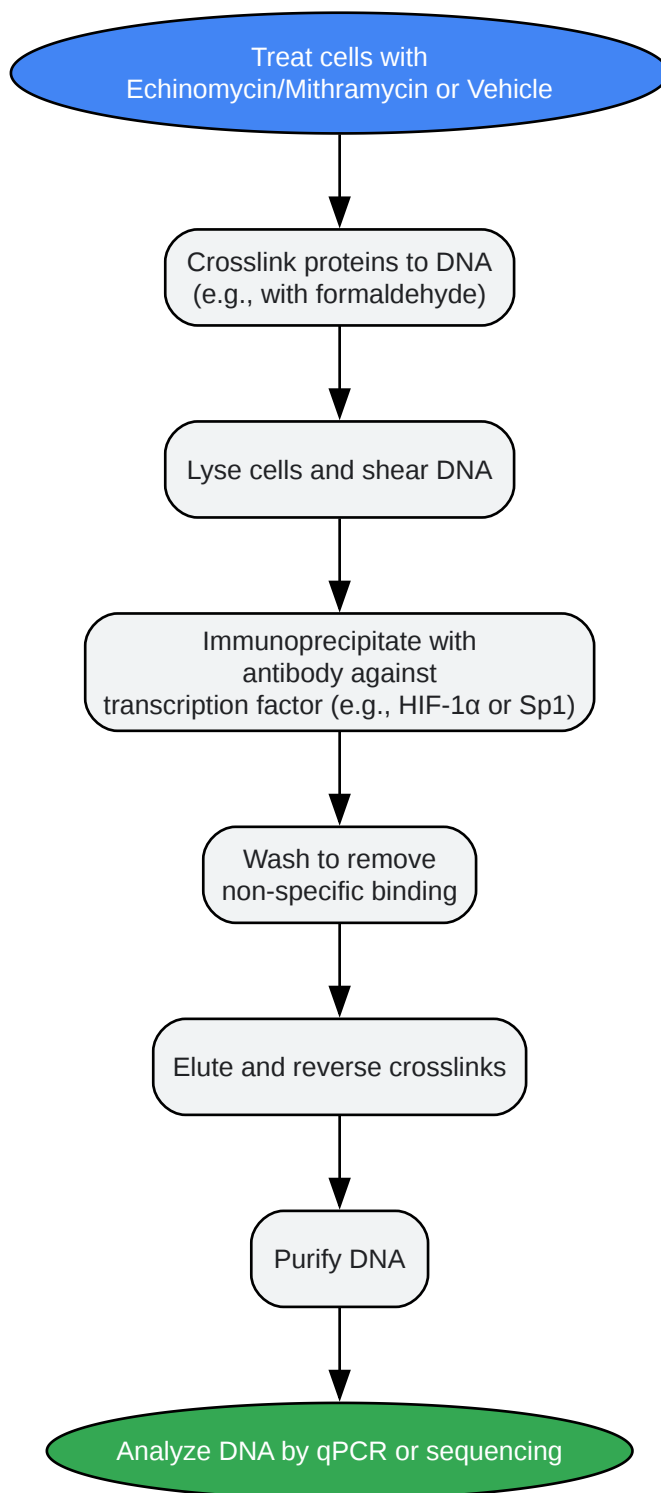 Treat cells with
Echinomycin/Mithramycin or Vehicle
Crosslink proteins to DNA
(e.g., with formaldehyde)
Lyse cells and shear DNA
Immunoprecipitate with
antibody against
transcription factor (e.g., HIF-1α or Sp1)
Wash to remove
non-specific binding
Elute and reverse crosslinks
Purify DNA
Analyze DNA by qPCR or sequencing